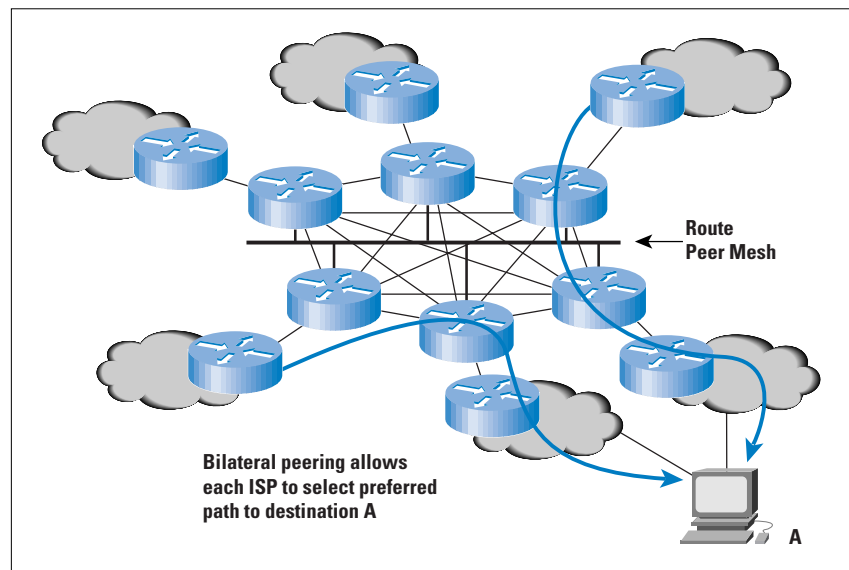 Route
Peer Mesh
Bilateral peering allows
each ISP to select preferred
path to destination A
A